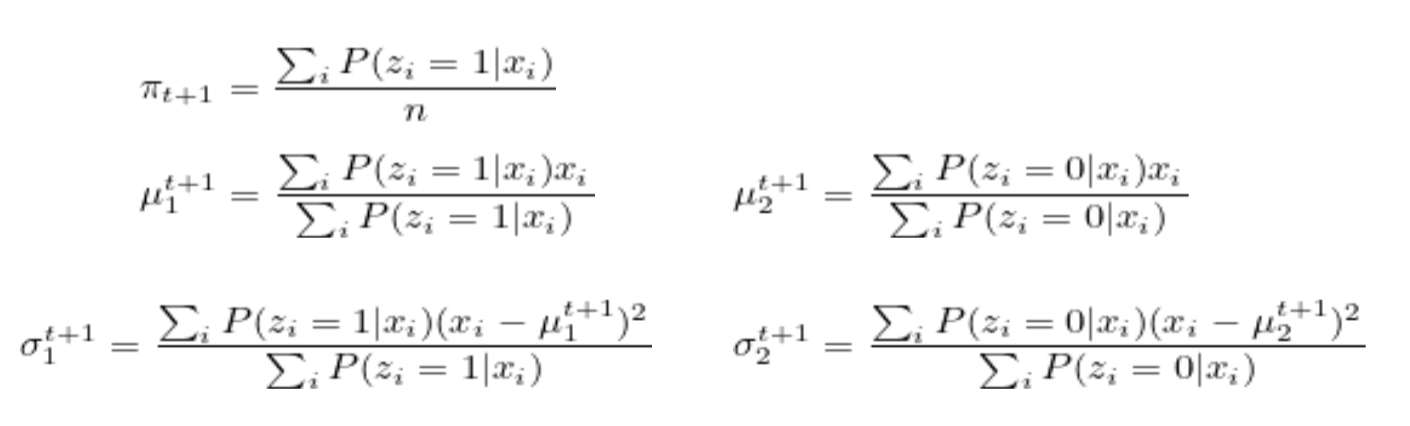 π_{t+1} = \frac{\sum_i P(z_i = 1|x_i)}{n}
μ_1^{t+1} = \frac{\sum_i P(z_i = 1|x_i)x_i}{\sum_i P(z_i = 1|x_i)} μ_2^{t+1} = \frac{\sum_i P(z_i = 0|x_i)x_i}{\sum_i P(z_i = 0|x_i)}
σ_1^{t+1} = \frac{\sum_i P(z_i = 1|x_i)(x_i − μ_1^{t+1})^2}{\sum_i P(z_i = 1|x_i)} σ_2^{t+1} = \frac{\sum_i P(z_i = 0|x_i)(x_i − μ_2^{t+1})^2}{\sum_i P(z_i = 0|x_i)}